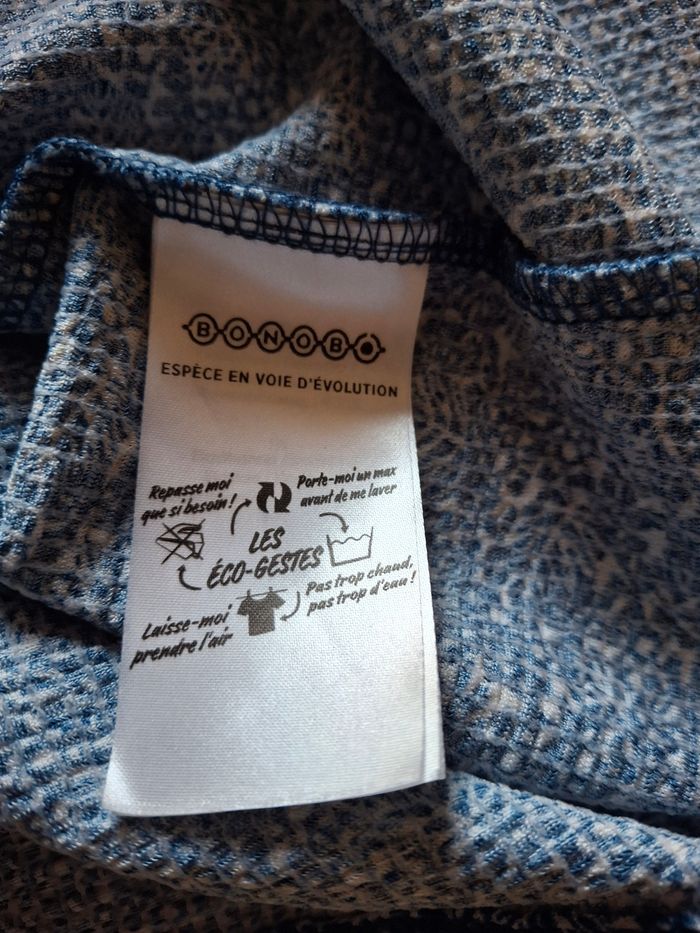 BONOBO
ESPÈCE EN VOIE D'ÉVOLUTION
Repasse moi
que si besoin !
Porte-moi un max
avant de me laver
LES
ÉCO-GESTES
Pas trop chaud,
pas trop d'eau !
Laisse-moi
prendre l'air